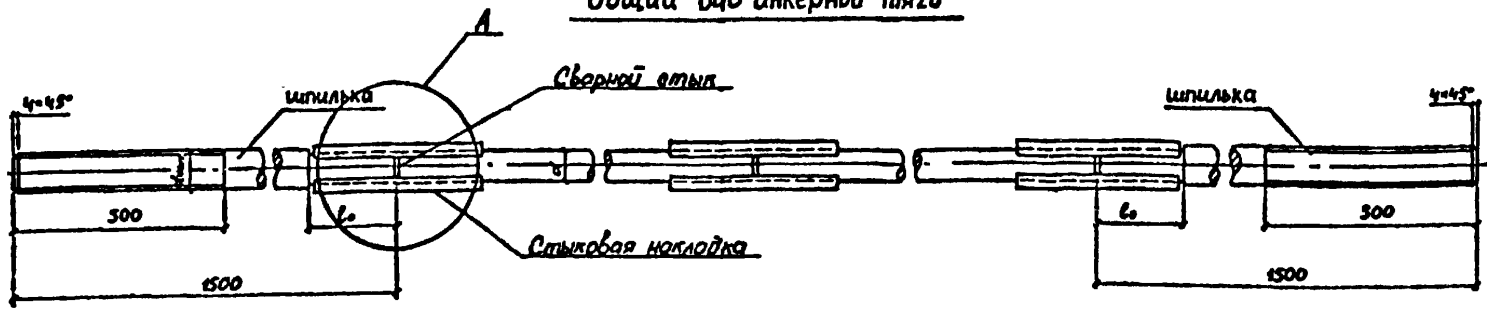 Общий вид анкерной тяги
А
Сварной стык
шпилька
шпилька
4×45°
4×45°
d
300
l₀
l₀
300
Стыковая накладка
1500
1500